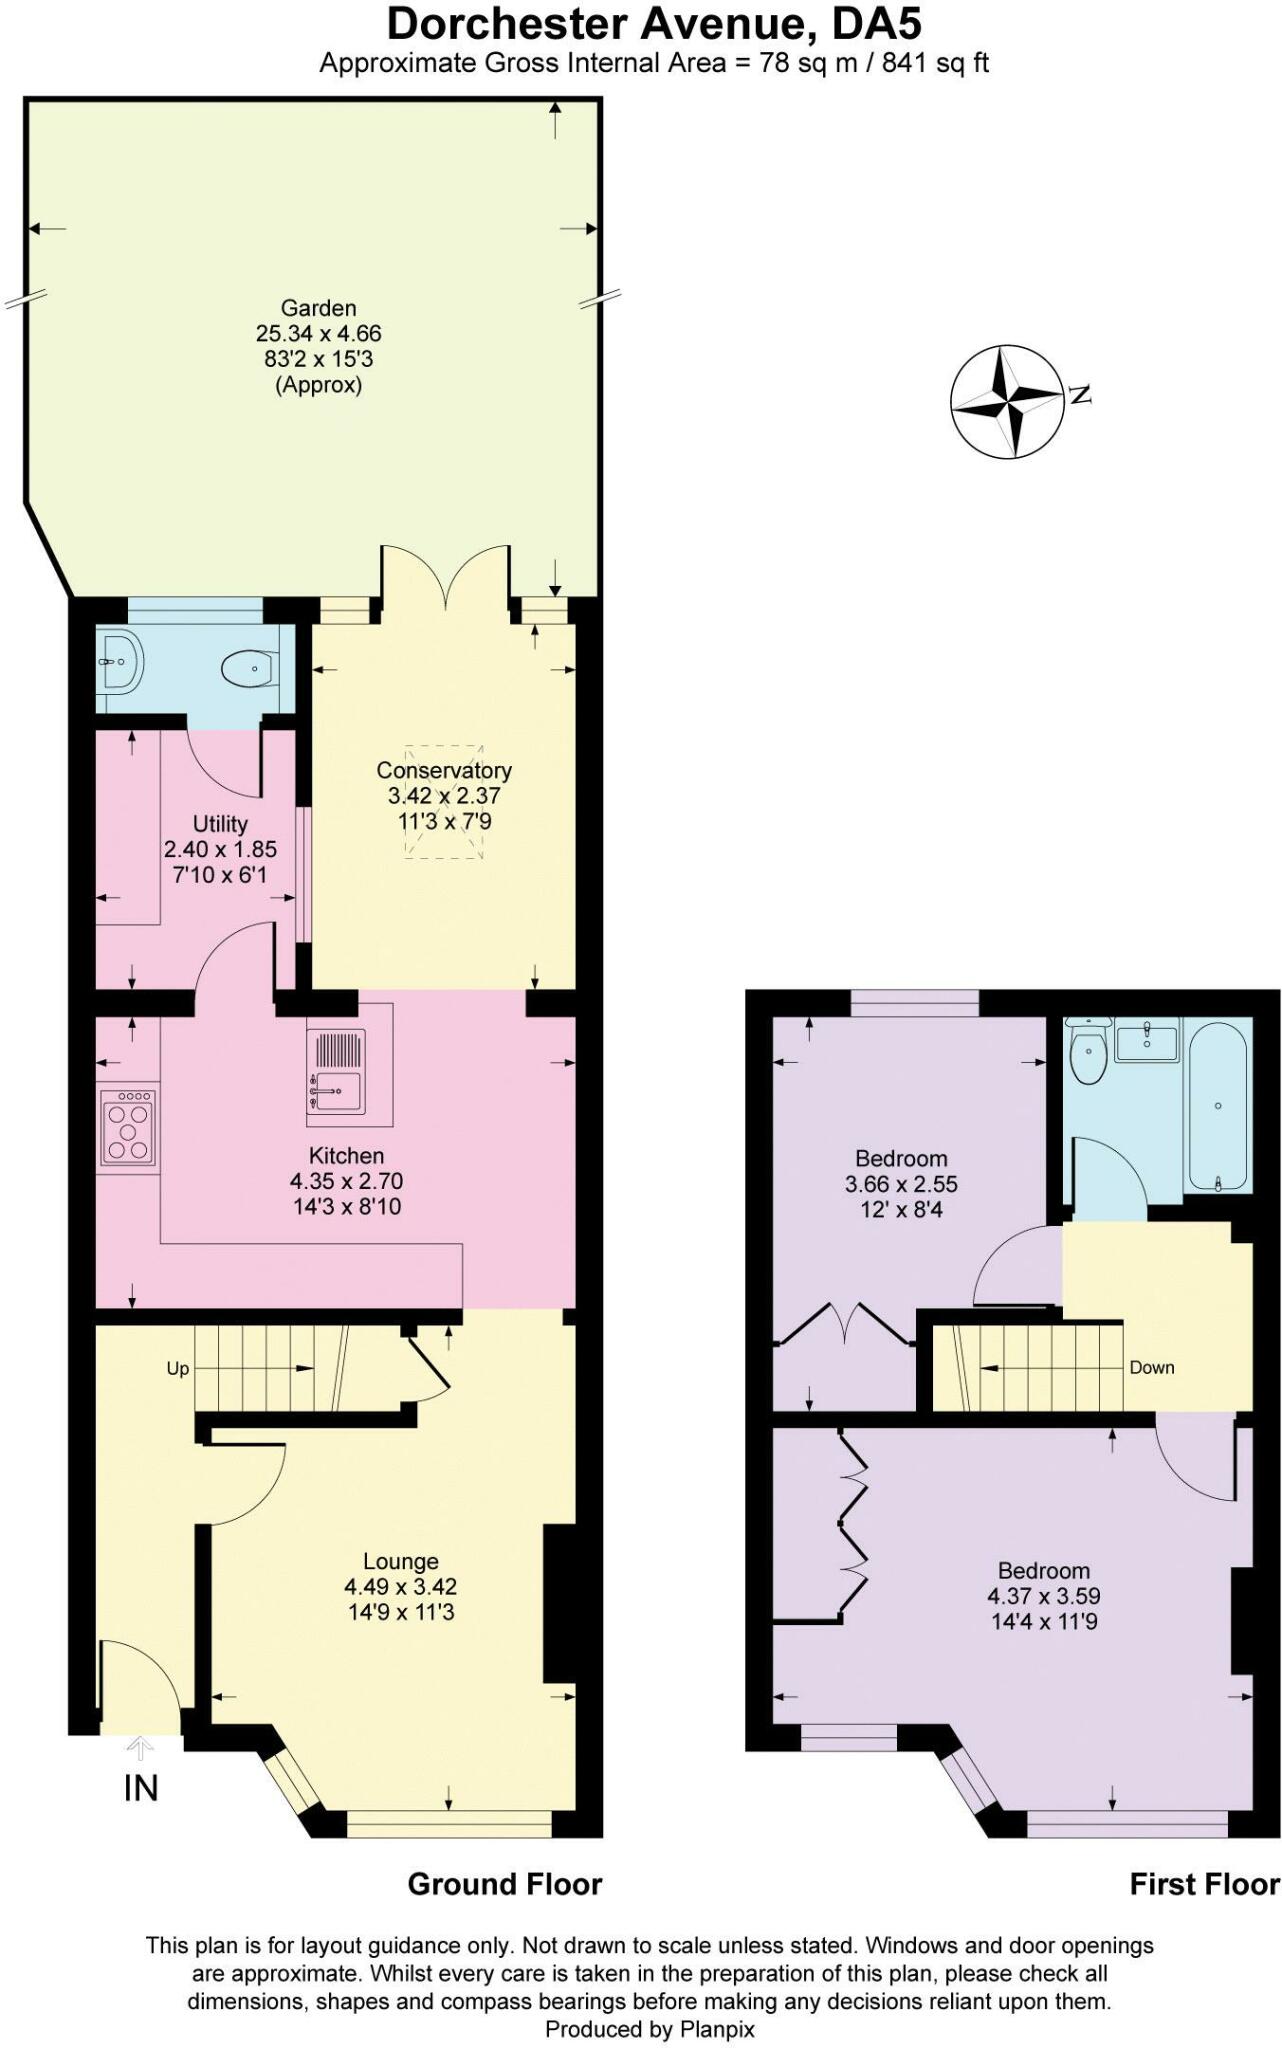 Dorchester Avenue, DA5
Approximate Gross Internal Area = 78 sq m / 841 sq ft
Garden
25.34 x 4.66
83'2 x 15'3
(Approx)
N
Conservatory
3.42 x 2.37
11'3 x 7'9
Utility
2.40 x 1.85
7'10 x 6'1
Kitchen
4.35 x 2.70
14'3 x 8'10
Bedroom
3.66 x 2.55
12' x 8'4
Up
Down
Lounge
4.49 x 3.42
14'9 x 11'3
Bedroom
4.37 x 3.59
14'4 x 11'9
IN
Ground Floor
First Floor
This plan is for layout guidance only. Not drawn to scale unless stated. Windows and door openings
are approximate. Whilst every care is taken in the preparation of this plan, please check all
dimensions, shapes and compass bearings before making any decisions reliant upon them.
Produced by Planpix